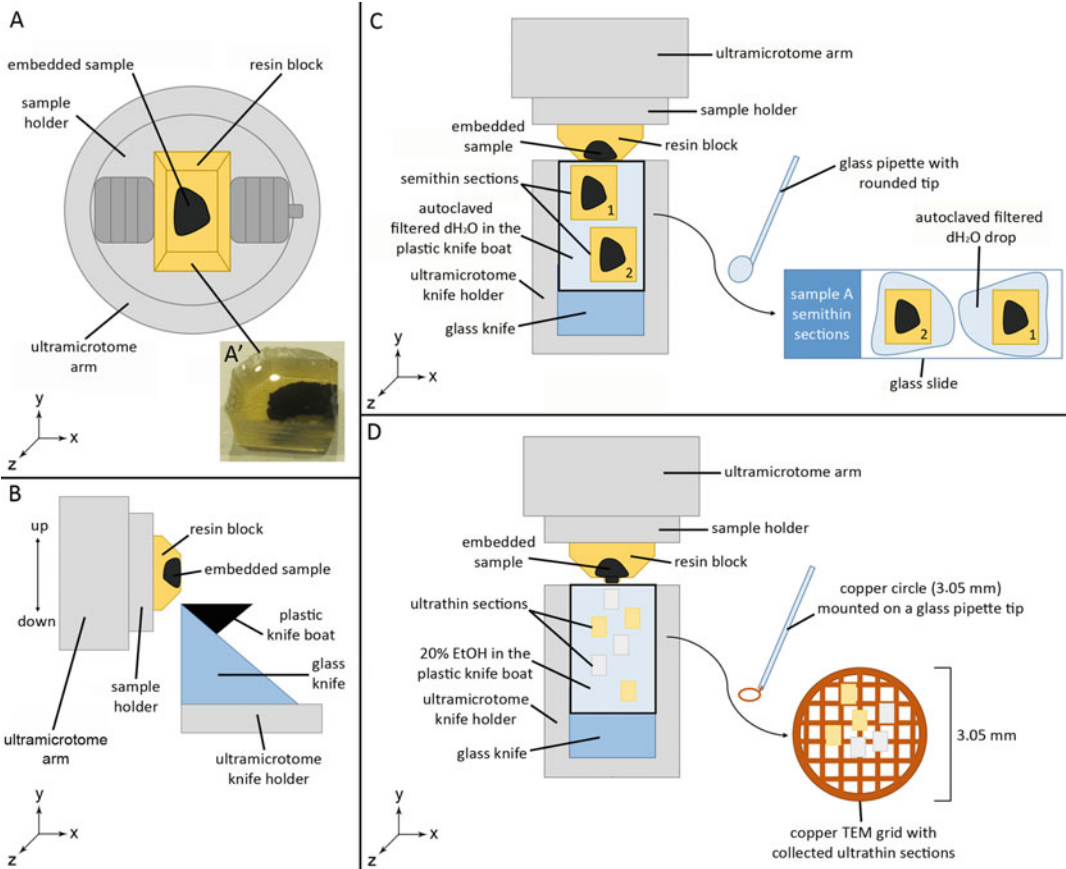 A
embedded sample
resin block
sample
holder
ultramicrotome
arm
A'
y
x
z
B
up
down
resin block
embedded sample
plastic
knife boat
glass
knife
sample
holder
ultramicrotome
arm
ultramicrotome
knife holder
y
x
z
C
ultramicrotome arm
sample holder
embedded
sample
resin block
semithin sections
autoclaved
filtered dH₂O in the
plastic knife boat
ultramicrotome
knife holder
glass knife
1
2
glass pipette with
rounded tip
autoclaved filtered
dH₂O drop
sample A
semithin
sections
2
1
glass slide
y
x
z
D
ultramicrotome arm
sample holder
embedded
sample
resin block
ultrathin sections
20% EtOH in the
plastic knife boat
ultramicrotome
knife holder
glass knife
copper circle (3.05 mm)
mounted on a glass pipette tip
3.05 mm
copper TEM grid with
collected ultrathin sections
y
x
z